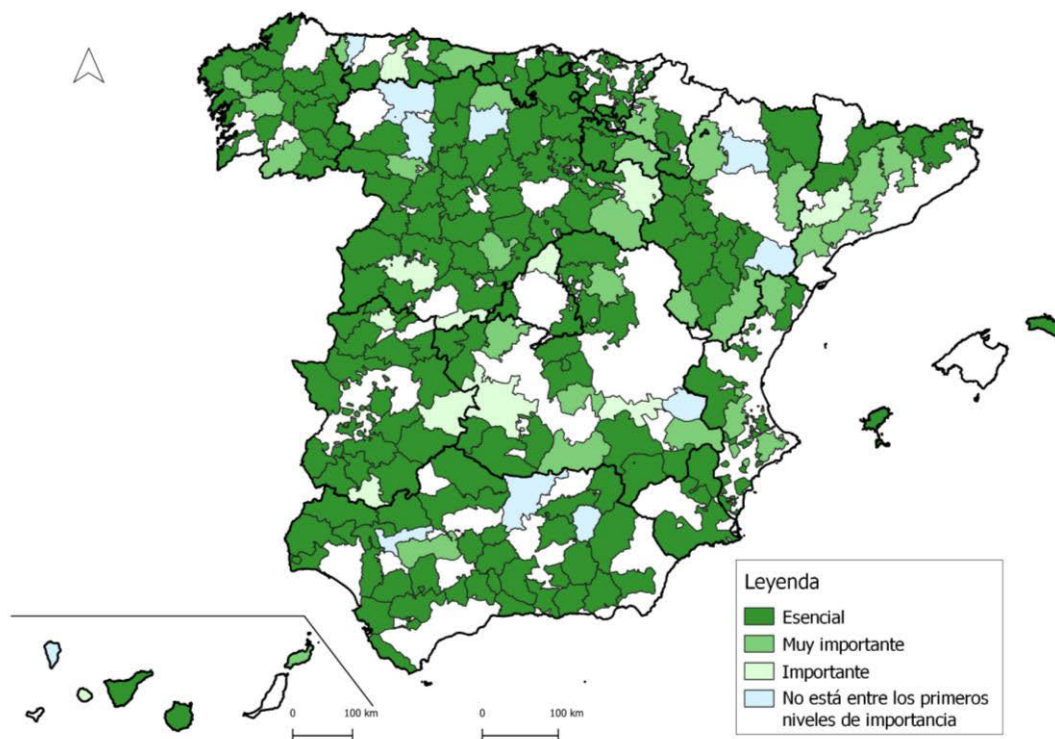 Leyenda
Esencial
Muy importante
Importante
No está entre los primeros
niveles de importancia
0 100 km
0 100 km